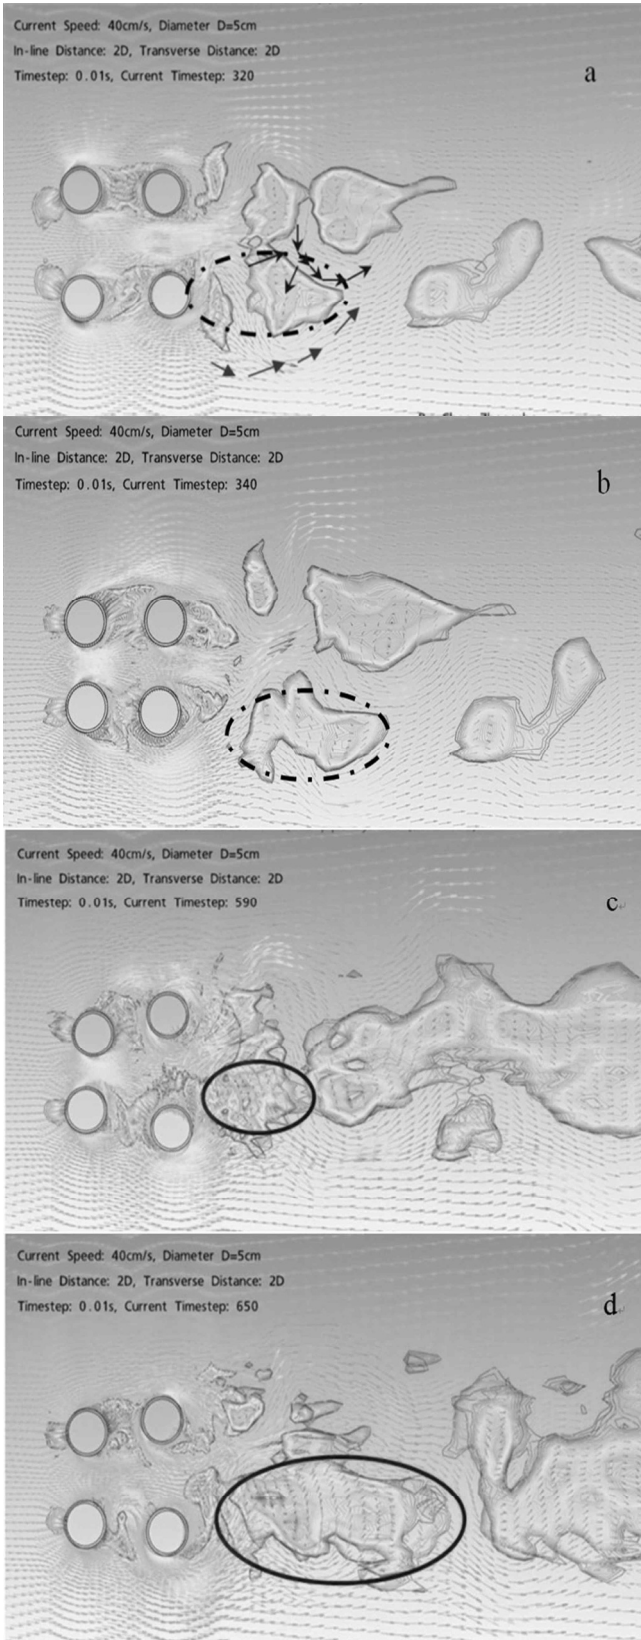 Current Speed: 40cm/s, Diameter D=5cm
In-line Distance: 2D, Transverse Distance: 2D
Timestep: 0.01s, Current Timestep: 320
a
Current Speed: 40cm/s, Diameter D=5cm
In-line Distance: 2D, Transverse Distance: 2D
Timestep: 0.01s, Current Timestep: 340
b
Current Speed: 40cm/s, Diameter D=5cm
In-line Distance: 2D, Transverse Distance: 2D
Timestep: 0.01s, Current Timestep: 590
c
Current Speed: 40cm/s, Diameter D=5cm
In-line Distance: 2D, Transverse Distance: 2D
Timestep: 0.01s, Current Timestep: 650
d